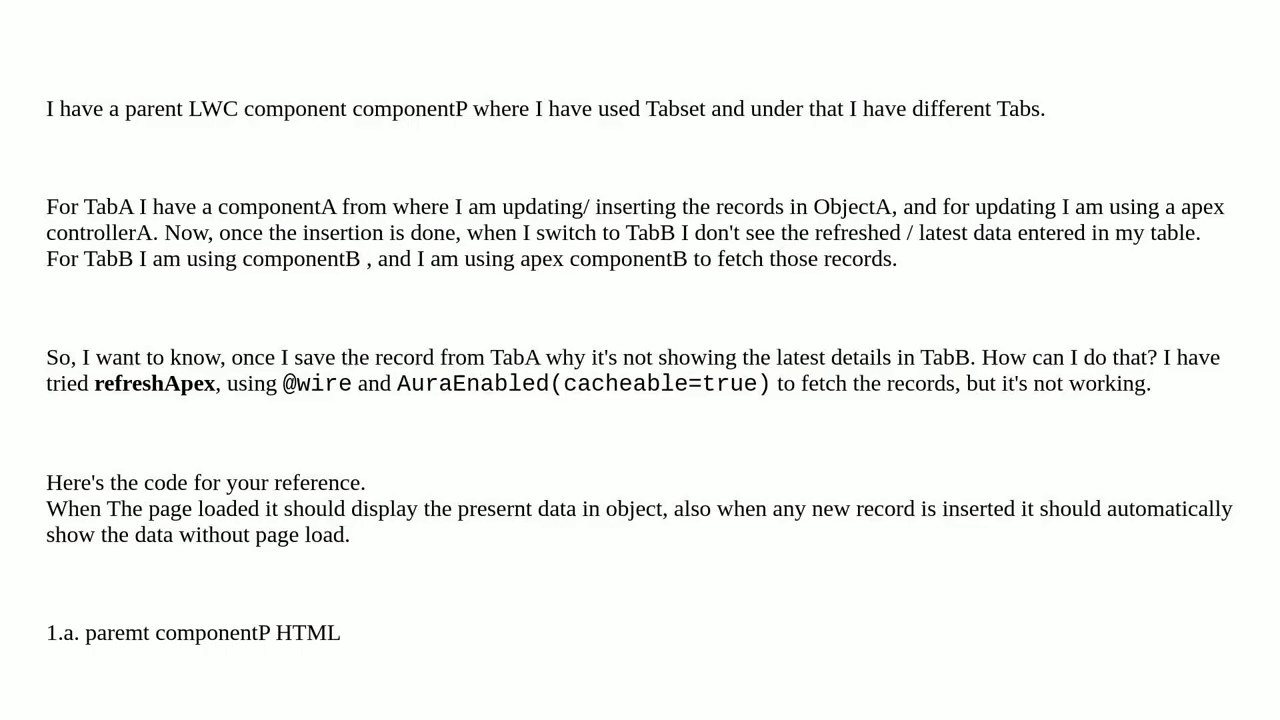 I have a parent LWC component componentP where I have used Tabset and under that I have different Tabs.
For TabA I have a componentA from where I am updating/ inserting the records in ObjectA, and for updating I am using a apex
controllerA. Now, once the insertion is done, when I switch to TabB I don't see the refreshed / latest data entered in my table.
For TabB I am using componentB , and I am using apex componentB to fetch those records.
So, I want to know, once I save the record from TabA why it's not showing the latest details in TabB. How can I do that? I have
tried refreshApex, using @wire and AuraEnabled(cacheable=true) to fetch the records, but it's not working.
Here's the code for your reference.
When The page loaded it should display the presernt data in object, also when any new record is inserted it should automatically
show the data without page load.
1.a. paremt componentP HTML